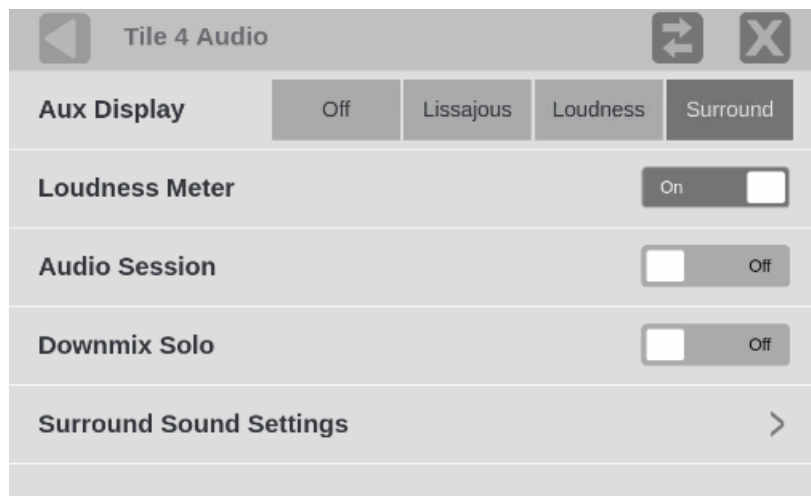 Tile 4 Audio
Aux Display Off Lissajous Loudness Surround
Loudness Meter On
Audio Session Off
Downmix Solo Off
Surround Sound Settings